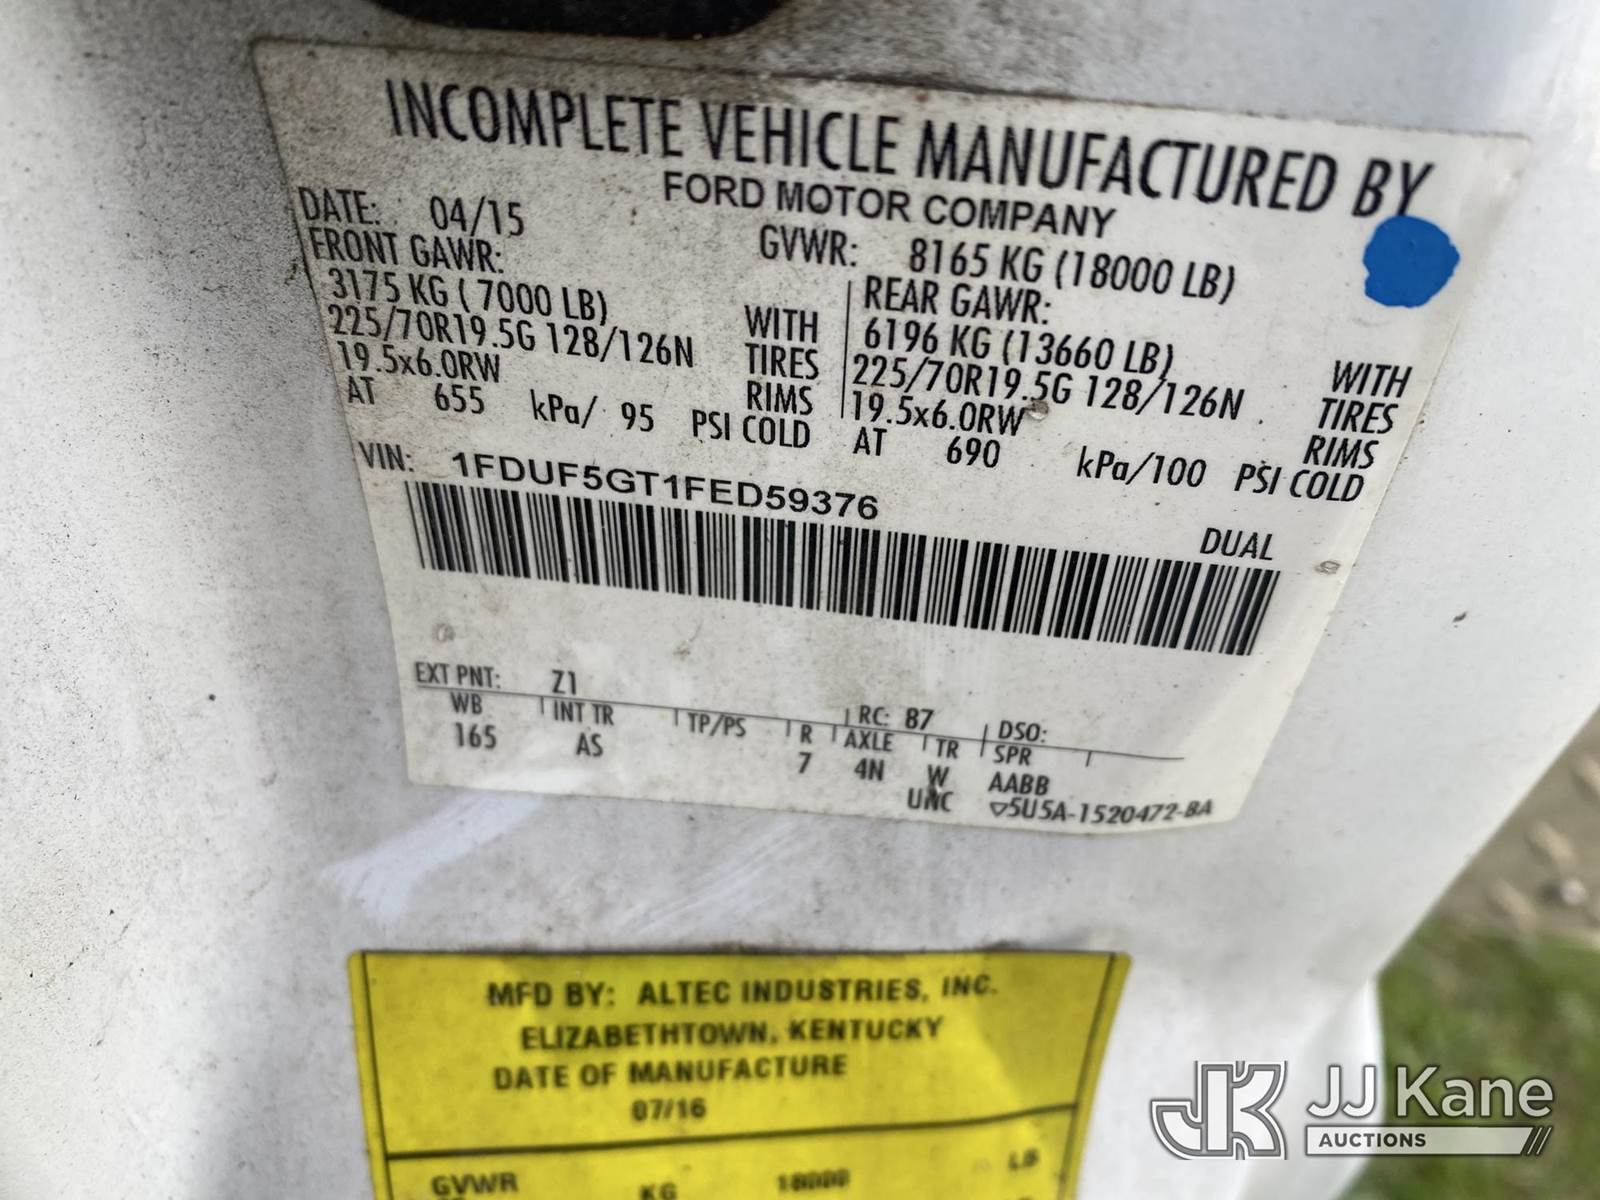 INCOMPLETE VEHICLE MANUFACTURED BY
FORD MOTOR COMPANY
DATE: 04/15 GVWR: 8165 KG (18000 LB)
FRONT GAWR: REAR GAWR:
3175 KG ( 7000 LB) WITH 6196 KG (13660 LB) WITH
225/70R19.5G 128/126N TIRES 225/70R19.5G 128/126N TIRES
19.5x6.0RW RIMS 19.5x6.0RW RIMS
AT 655 kPa/ 95 PSI COLD AT 690 kPa/100 PSI COLD
VIN: 1FDUF5GT1FED59376
DUAL
EXT PNT: Z1 RC: 87 DSO:
WB INT TR TP/PS R AXLE TR SPR
165 AS 7 4N W AABB
UNC ▽5U5A-1520472-BA
MFD BY: ALTEC INDUSTRIES, INC.
ELIZABETHTOWN, KENTUCKY
DATE OF MANUFACTURE
07/16
GVWR KG 18000 LB
JJ Kane
AUCTIONS